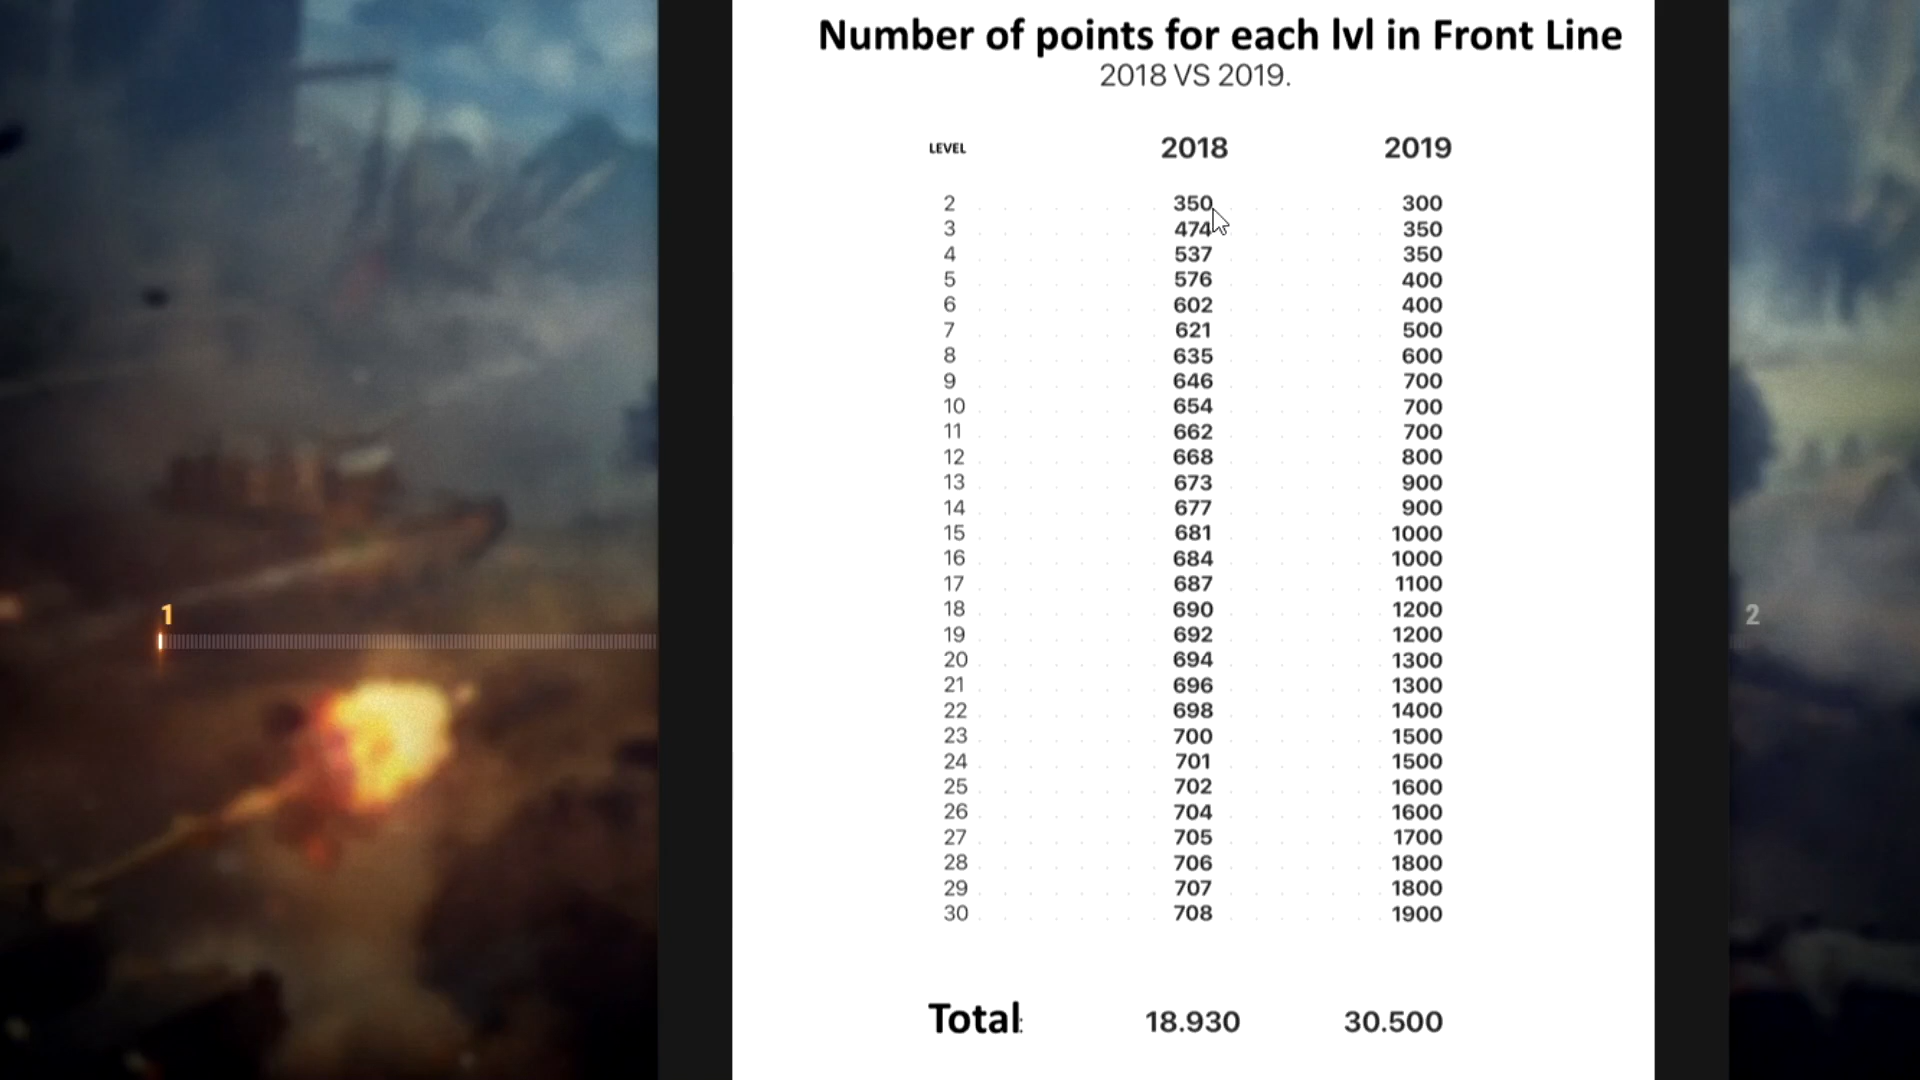 Number of points for each lvl in Front Line
2018 VS 2019.
LEVEL 2018 2019
2 350 300
3 474 350
4 537 350
5 576 400
6 602 400
7 621 500
8 635 600
9 646 700
10 654 700
11 662 700
12 668 800
13 673 900
14 677 900
15 681 1000
16 684 1000
17 687 1100
18 690 1200
19 692 1200
20 694 1300
21 696 1300
22 698 1400
23 700 1500
24 701 1500
25 702 1600
26 704 1600
27 705 1700
28 706 1800
29 707 1800
30 708 1900
Total: 18.930 30.500
1
2